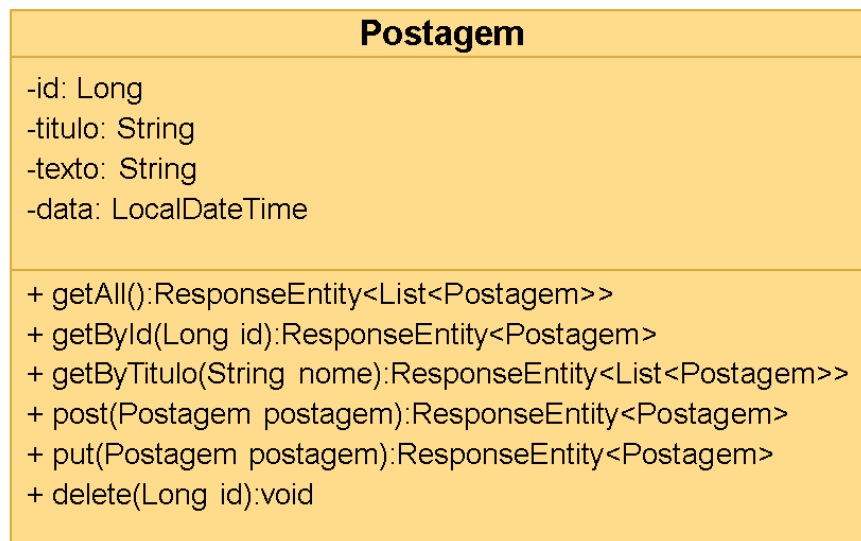 Postagem
-id: Long
-titulo: String
-texto: String
-data: LocalDateTime
+ getAll():ResponseEntity<List<Postagem>>
+ getById(Long id):ResponseEntity<Postagem>
+ getByTitulo(String nome):ResponseEntity<List<Postagem>>
+ post(Postagem postagem):ResponseEntity<Postagem>
+ put(Postagem postagem):ResponseEntity<Postagem>
+ delete(Long id):void